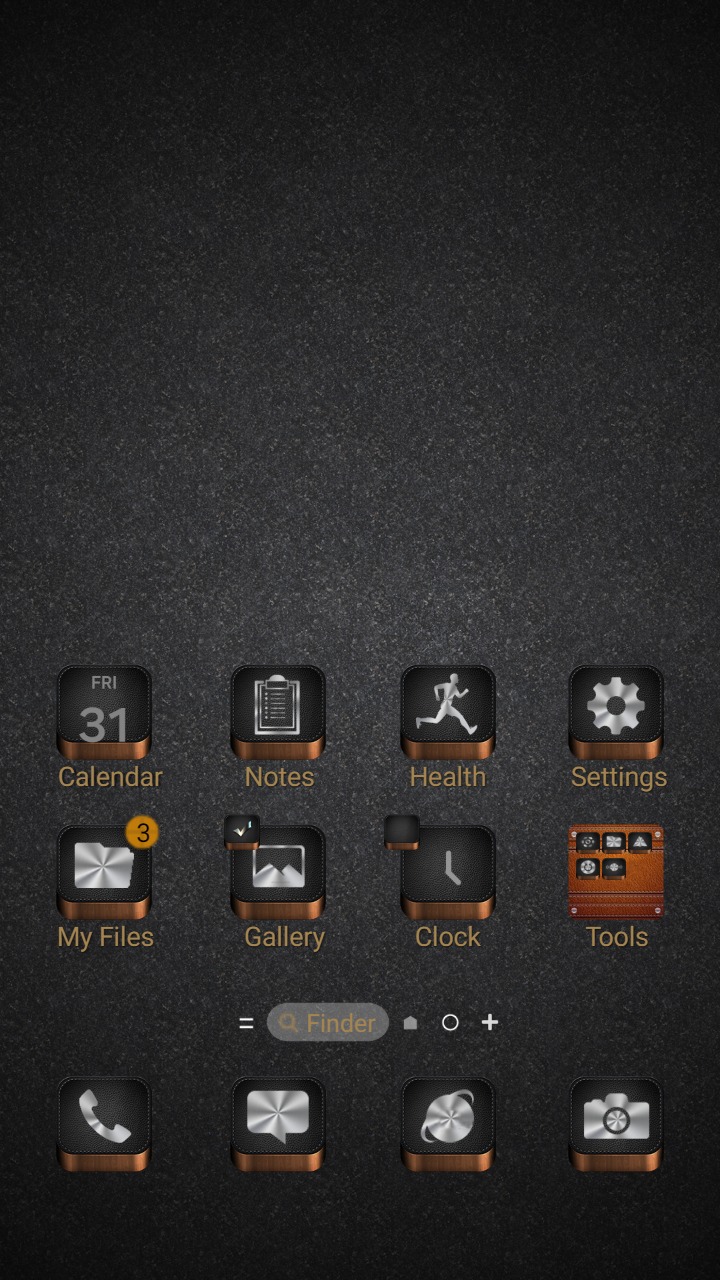 FRI
31
Calendar
Notes
Health
Settings
3
My Files
Gallery
Clock
Tools
Finder